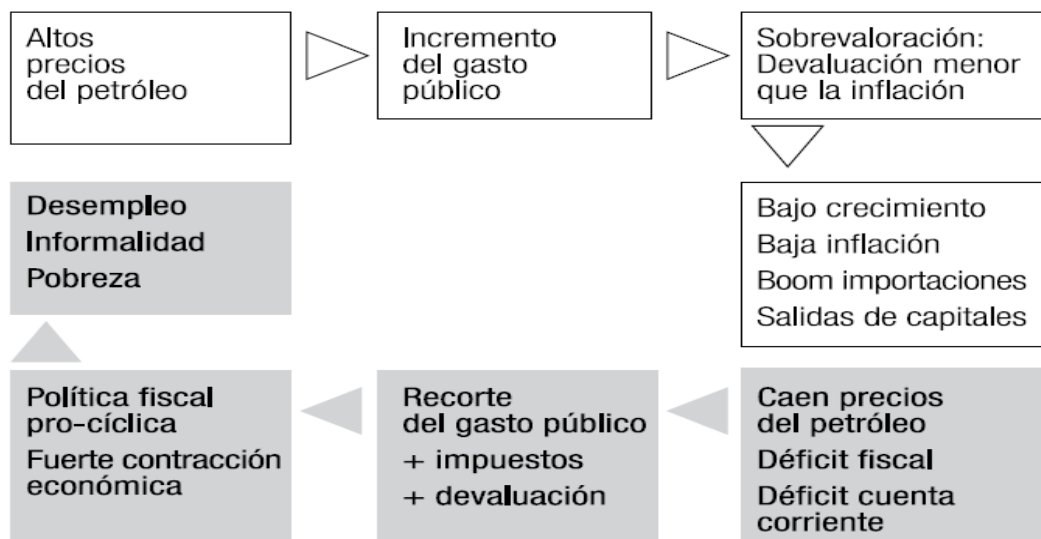 Altos
precios
del petróleo
Incremento
del gasto
público
Sobrevaloración:
Devaluación menor
que la inflación
Bajo crecimiento
Baja inflación
Boom importaciones
Salidas de capitales
Caen precios
del petróleo
Déficit fiscal
Déficit cuenta
corriente
Recorte
del gasto público
+ impuestos
+ devaluación
Política fiscal
pro-cíclica
Fuerte contracción
económica
Desempleo
Informalidad
Pobreza